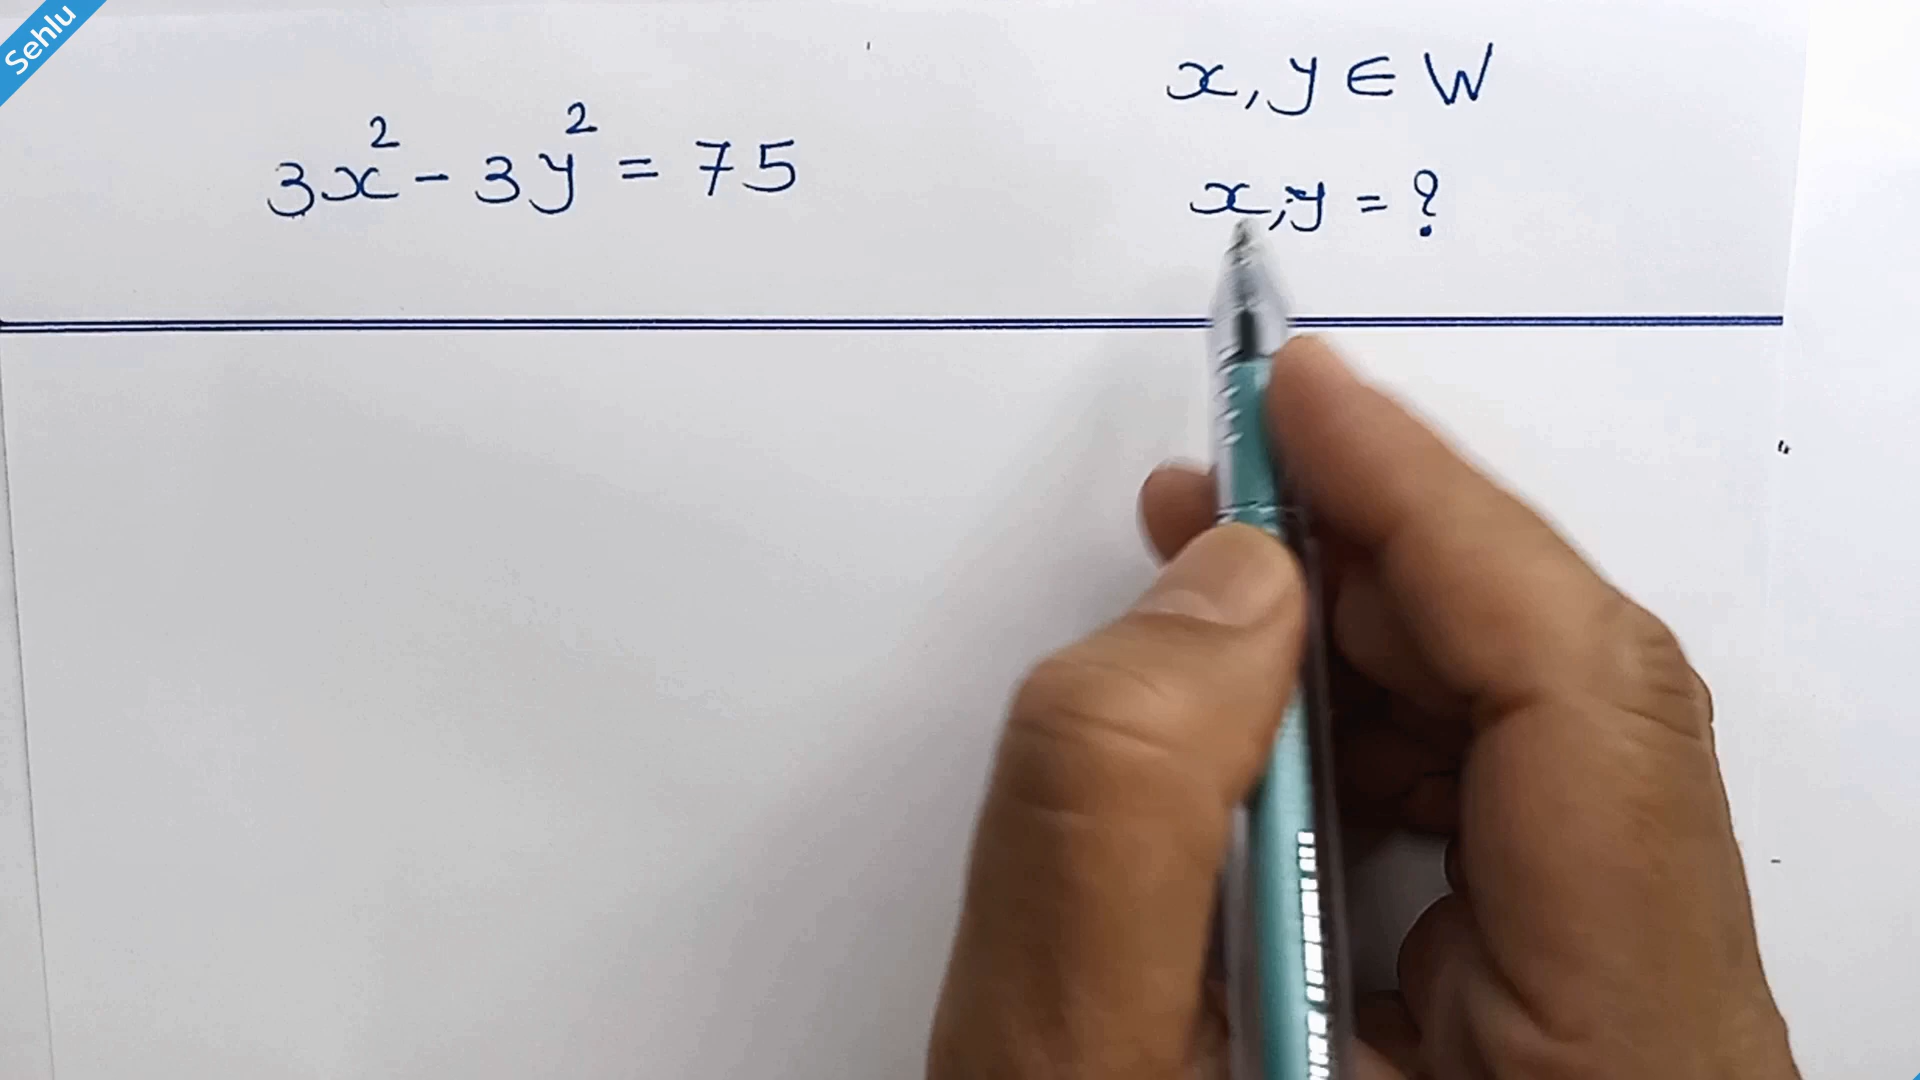 Sehlu
x, y ∈ W
3x² - 3y² = 75
x, y = ?